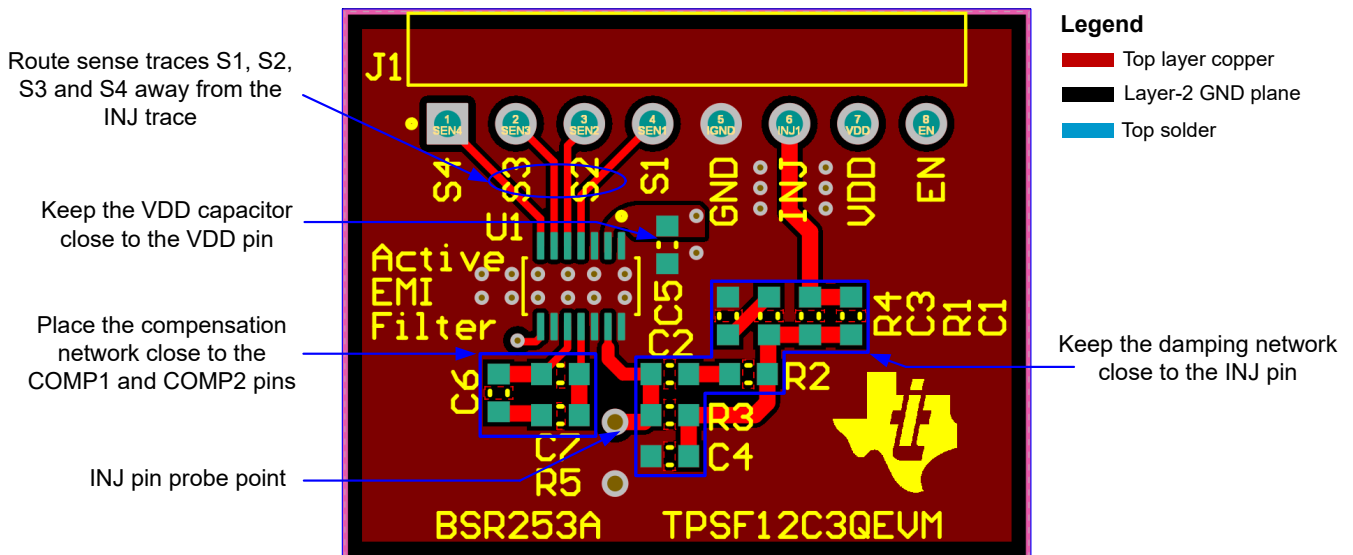 Legend
Top layer copper
Layer-2 GND plane
Top solder
Route sense traces S1, S2,
S3 and S4 away from the
INJ trace
Keep the VDD capacitor
close to the VDD pin
Place the compensation
network close to the
COMP1 and COMP2 pins
INJ pin probe point
Keep the damping network
close to the INJ pin
J1
1 2 3 4 5 6 7 8
SEN4 SEN3 SEN2 SEN1 IGND INJ1 VDD EN
S4 S3 S2 S1 GND INJ VDD EN
U1
Active
EMI
Filter
C5
R4 C3 R1 C1
C2
R2
C6
R3
C7
C4
R5
BSR253A TPSF12C3QEVM